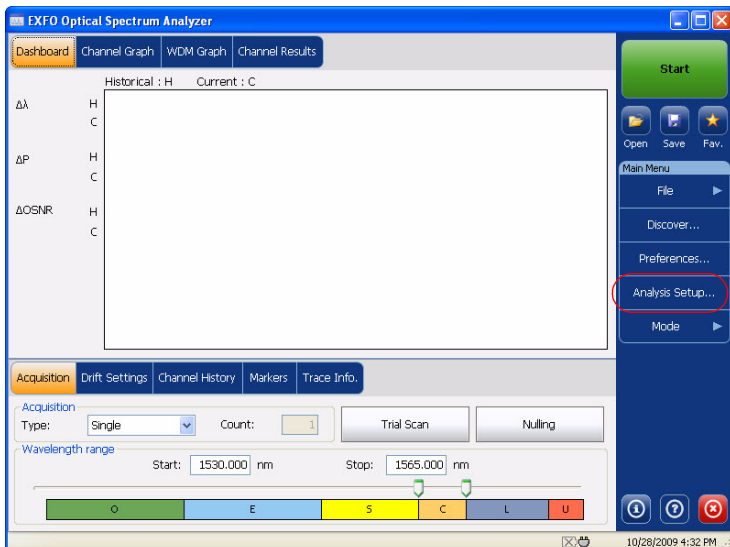 EXFO Optical Spectrum Analyzer
Dashboard Channel Graph WDM Graph Channel Results
Historical : H Current : C
Δλ H
C
ΔP H
C
ΔOSNR H
C
Start
Open Save Fav.
Main Menu
File
Discover...
Preferences...
Analysis Setup...
Mode
Acquisition Drift Settings Channel History Markers Trace Info.
Acquisition
Type: Single Count: 1 Trial Scan Nulling
Wavelength range
Start: 1530.000 nm Stop: 1565.000 nm
O E S C L U
10/28/2009 4:32 PM